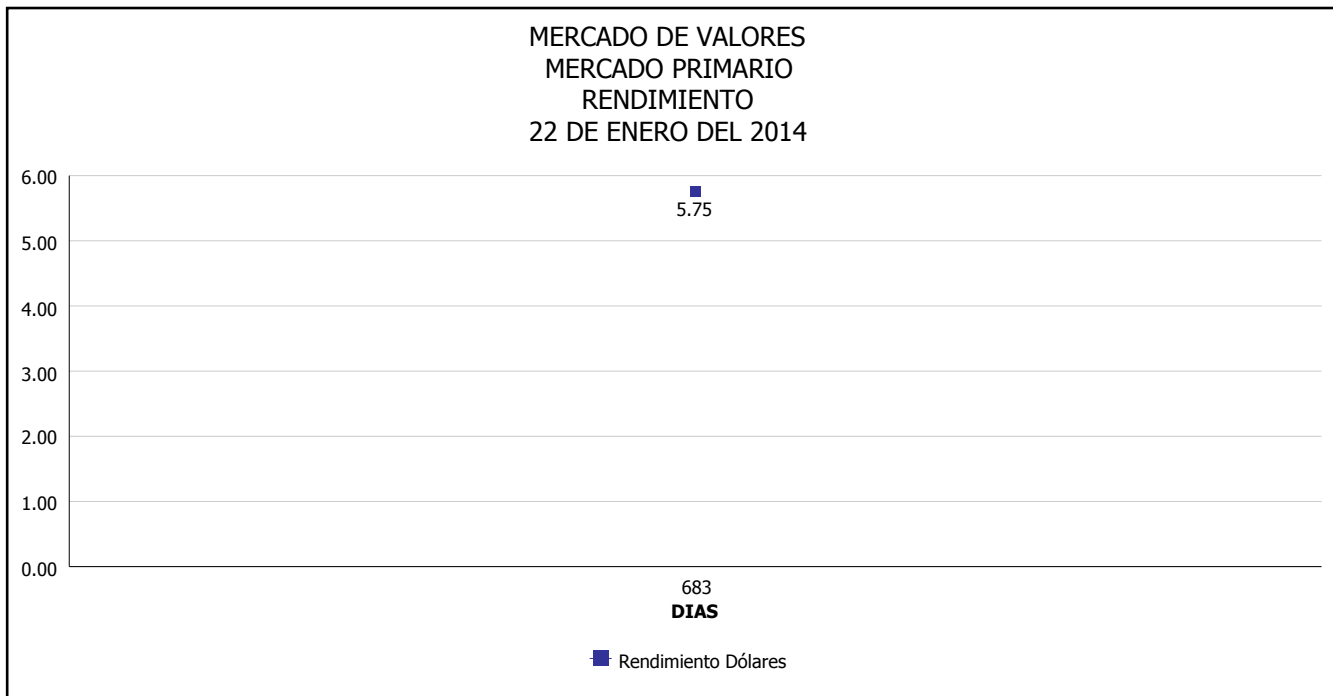 MERCADO DE VALORES
MERCADO PRIMARIO
RENDIMIENTO
22 DE ENERO DEL 2014
6.00
5.75
5.00
4.00
3.00
2.00
1.00
0.00
683
DIAS
Rendimiento Dólares